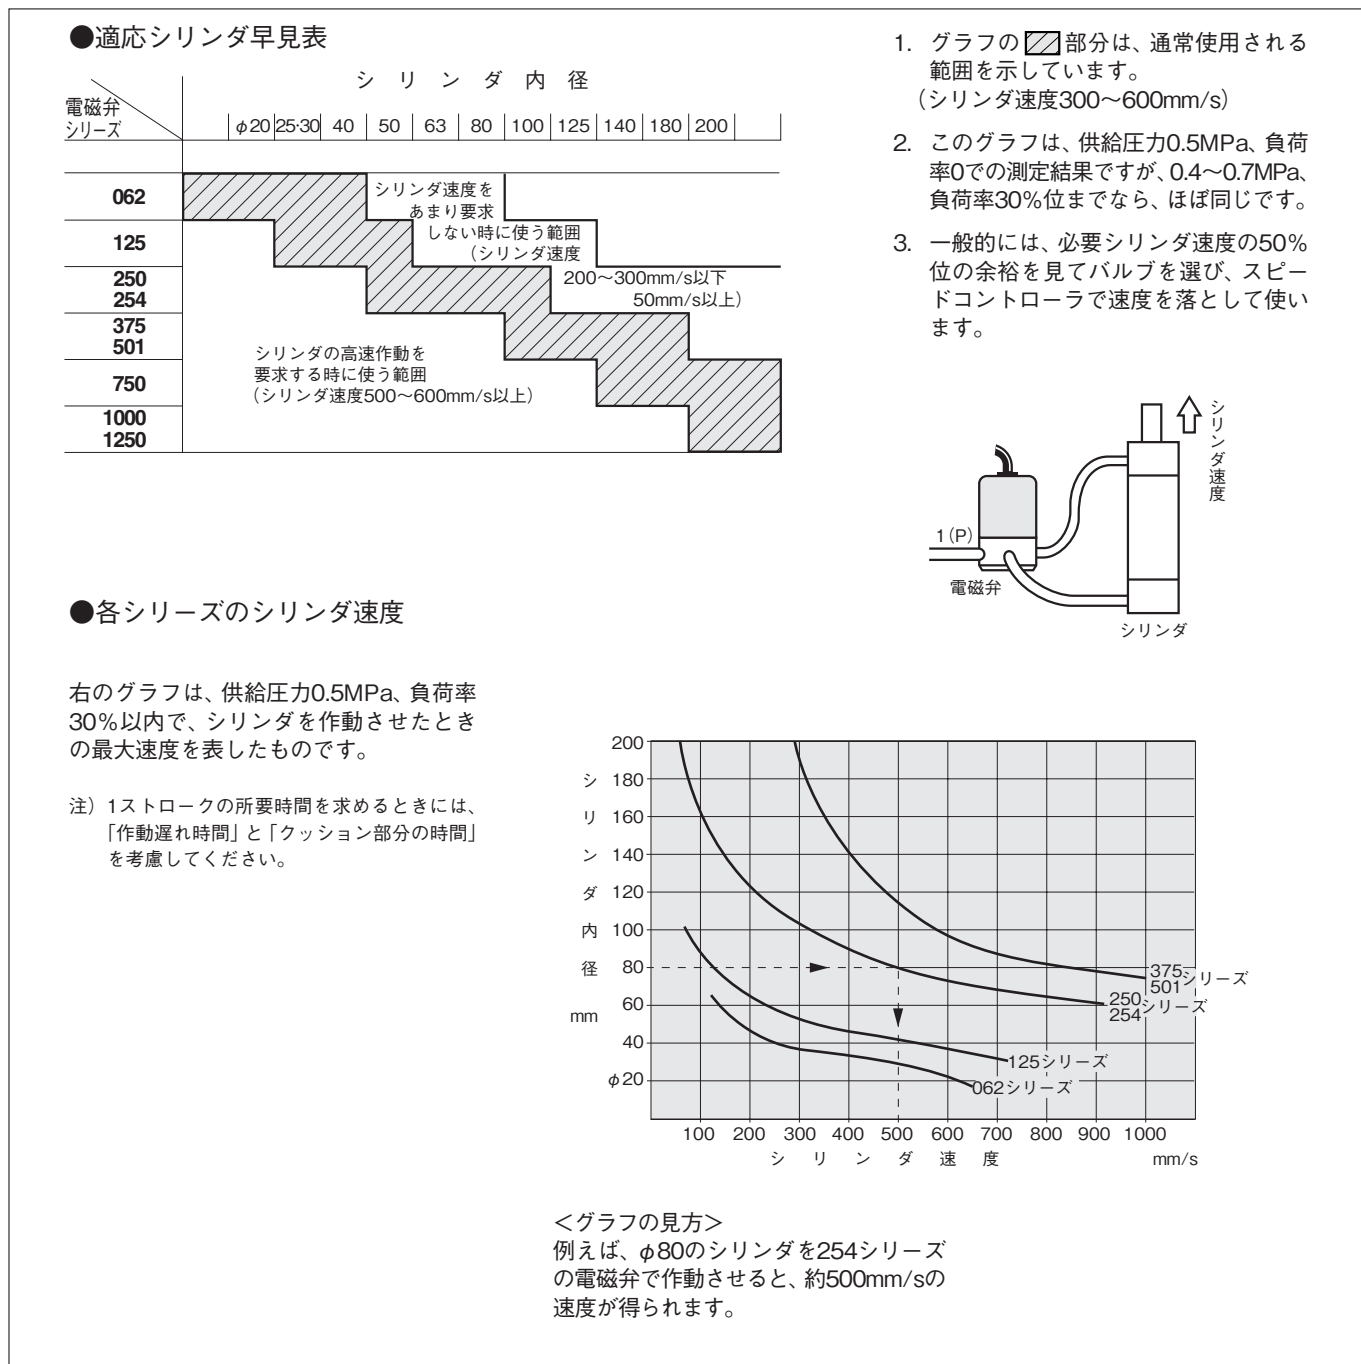 ●適応シリンダ早見表
シリンダ内径
電磁弁
シリーズ
φ20 25･30 40 50 63 80 100 125 140 180 200
062
125
250
254
375
501
750
1000
1250
シリンダ速度を
あまり要求
しない時に使う範囲
(シリンダ速度
200〜300mm/s以下
50mm/s以上)
シリンダの高速作動を
要求する時に使う範囲
(シリンダ速度500〜600mm/s以上)
1. グラフの 部分は、通常使用される
範囲を示しています。
(シリンダ速度300〜600mm/s)
2. このグラフは、供給圧力0.5MPa、負荷
率0での測定結果ですが、0.4〜0.7MPa、
負荷率30%位までなら、ほぼ同じです。
3. 一般的には、必要シリンダ速度の50%
位の余裕を見てバルブを選び、スピー
ドコントローラで速度を落として使い
ます。
シリンダ速度
1(P)
電磁弁
シリンダ
●各シリーズのシリンダ速度
右のグラフは、供給圧力0.5MPa、負荷率
30%以内で、シリンダを作動させたとき
の最大速度を表したものです。
注) 1ストロークの所要時間を求めるときには、
「作動遅れ時間」と「クッション部分の時間」
を考慮してください。
シリンダ内径
mm
200
180
160
140
120
100
80
60
40
φ20
375
501シリーズ
250
254シリーズ
125シリーズ
062シリーズ
100 200 300 400 500 600 700 800 900 1000
シリンダ速度 mm/s
＜グラフの見方＞
例えば、φ80のシリンダを254シリーズ
の電磁弁で作動させると、約500mm/sの
速度が得られます。